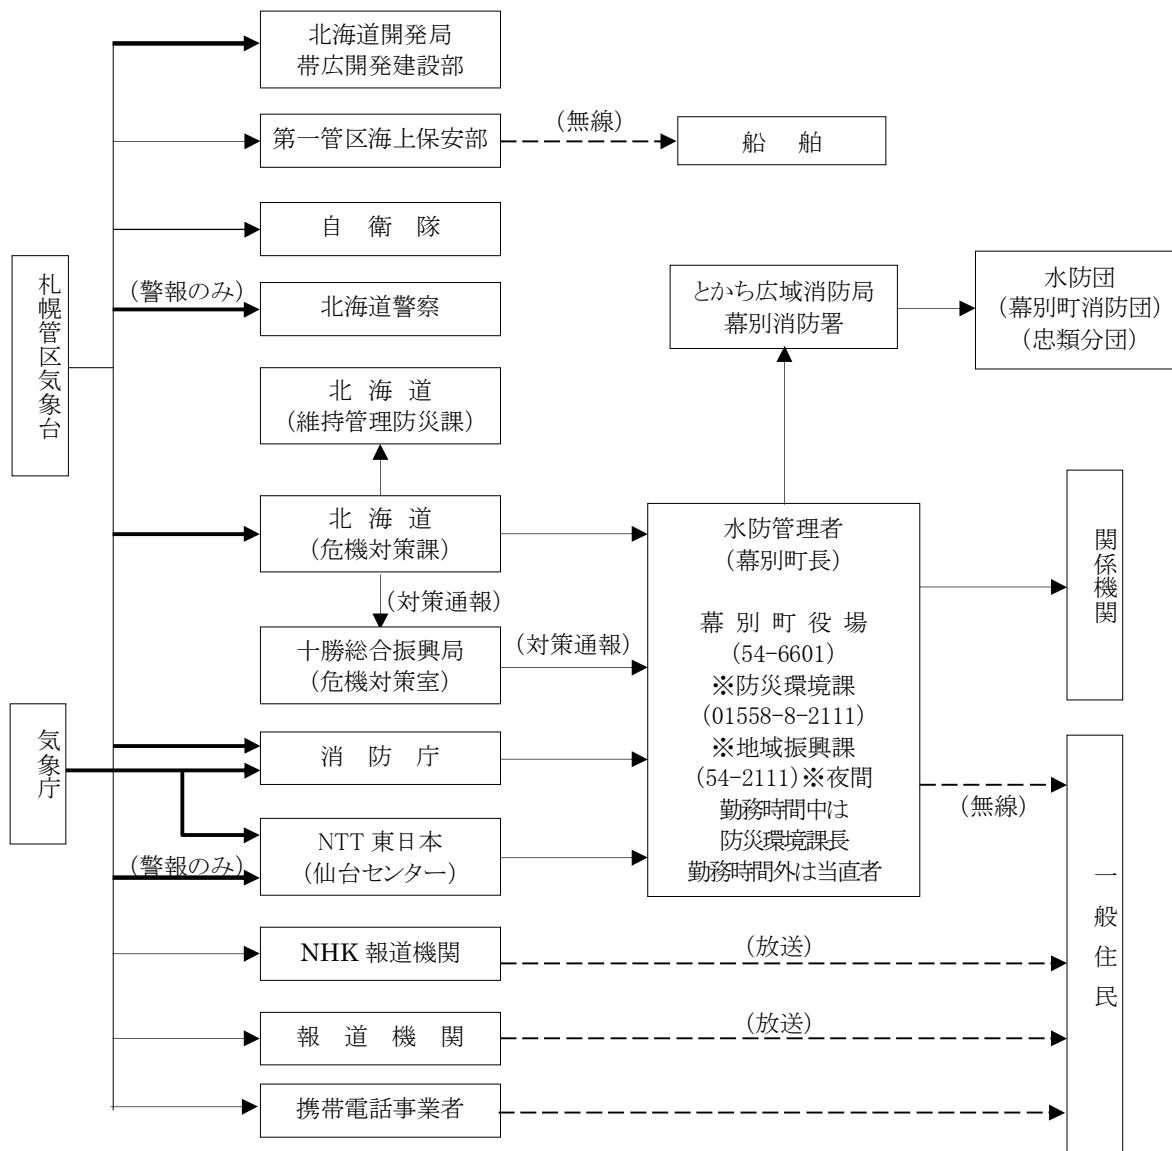 北海道開発局
帯広開発建設部
第一管区海上保安部
(無線)
船　舶
自　衛　隊
札幌管区気象台
(警報のみ)
北海道警察
とかち広域消防局
幕別消防署
水防団
(幕別町消防団)
(忠類分団)
北　海　道
(維持管理防災課)
北　海　道
(危機対策課)
(対策通報)
十勝総合振興局
(危機対策室)
(対策通報)
水防管理者
(幕別町長)
幕　別　町　役　場
(54-6601)
※防災環境課
(01558-8-2111)
※地域振興課
(54-2111)※夜間
勤務時間中は
防災環境課長
勤務時間外は当直者
関係機関
気象庁
消　防　庁
(警報のみ)
NTT 東日本
(仙台センター)
(無線)
一般住民
NHK 報道機関
(放送)
報　道　機　関
(放送)
携帯電話事業者